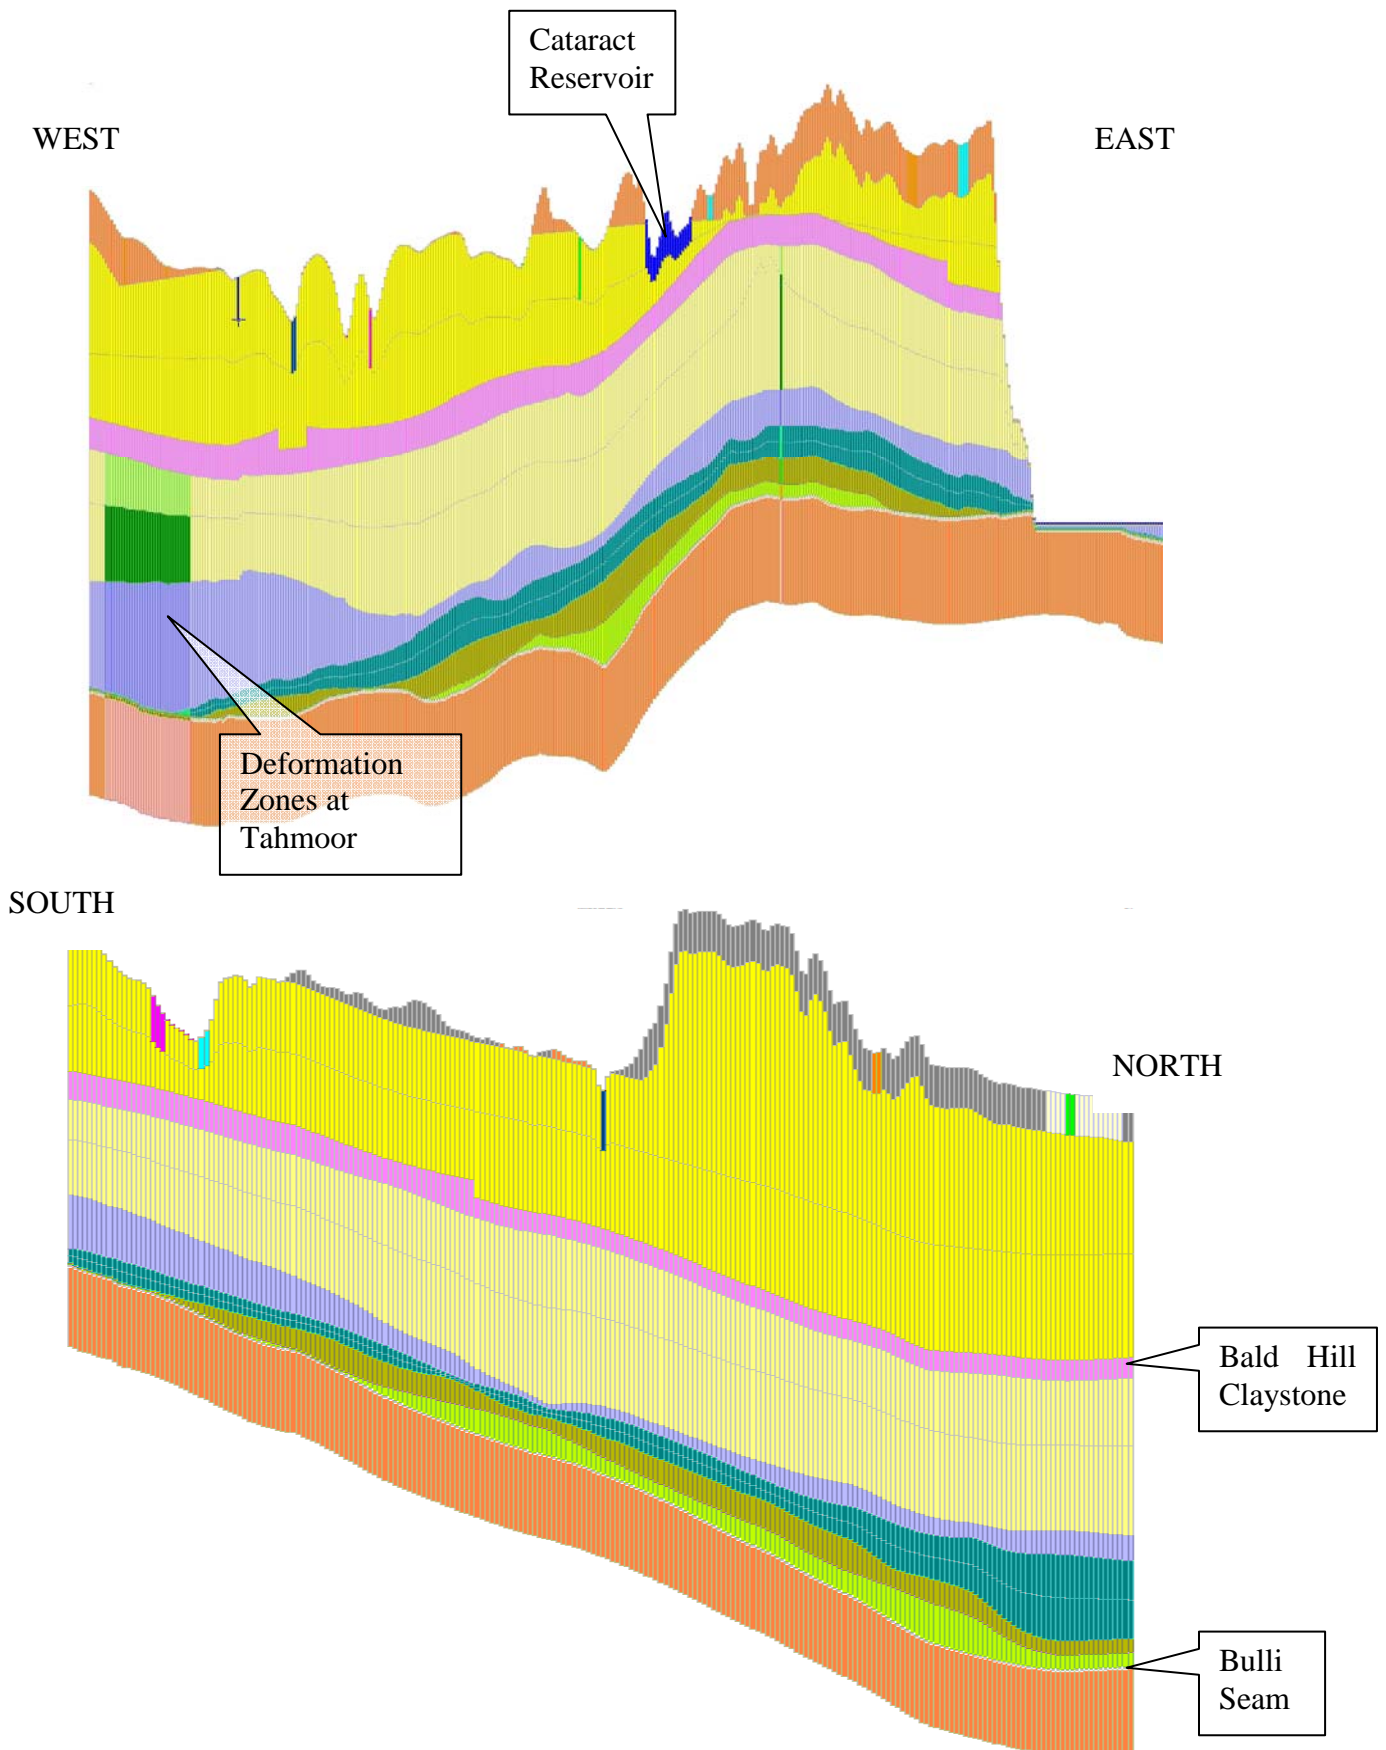 Cataract
Reservoir
WEST
EAST
Deformation
Zones at
Tahmoor
SOUTH
NORTH
Bald Hill
Claystone
Bulli
Seam